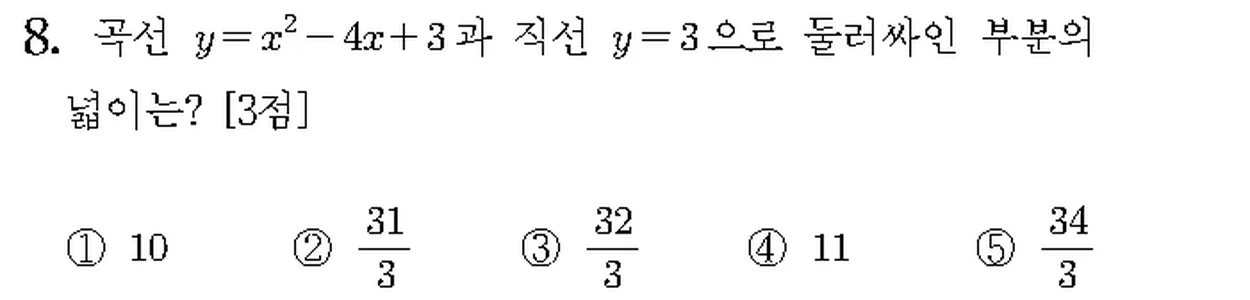 8. 곡선 y=x²-4x+3과 직선 y=3으로 둘러싸인 부분의
넓이는? [3점]
① 10 ② 31/3 ③ 32/3 ④ 11 ⑤ 34/3